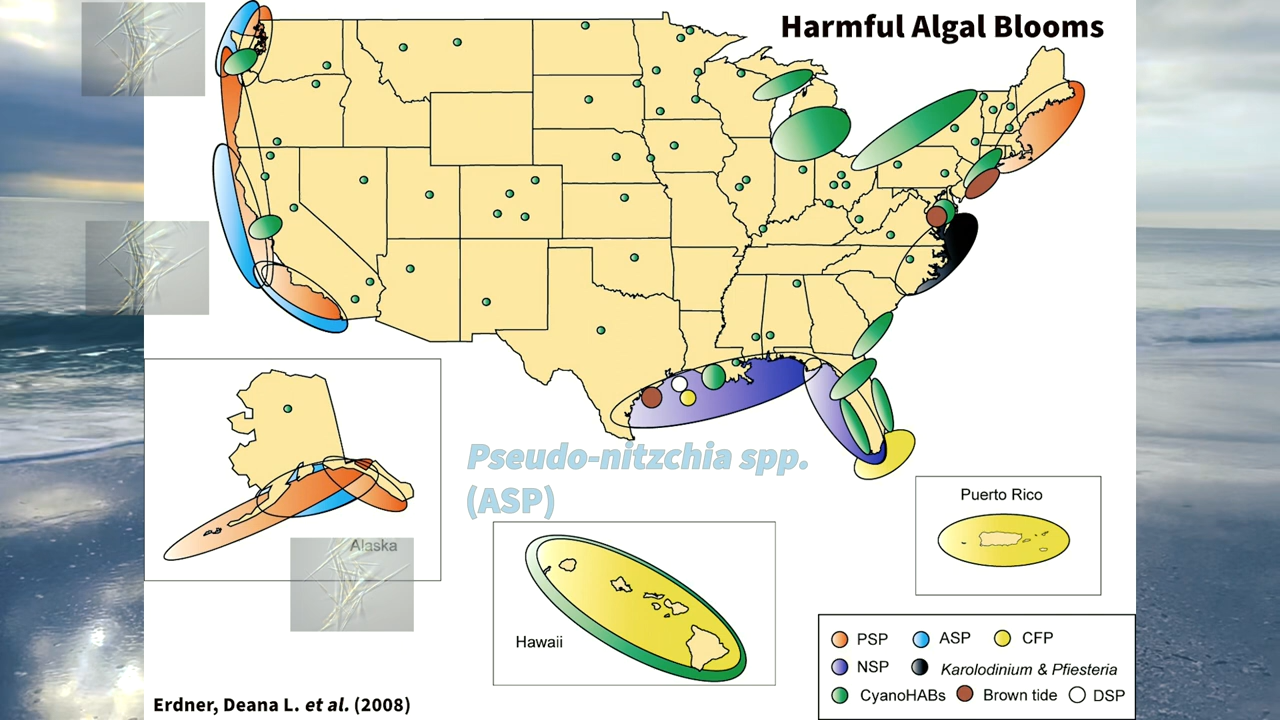 Harmful Algal Blooms
Pseudo-nitzchia spp.
(ASP)
Alaska
Hawaii
Puerto Rico
PSP ASP CFP
NSP Karolodinium & Pfiesteria
CyanoHABs Brown tide DSP
Erdner, Deana L. et al. (2008)